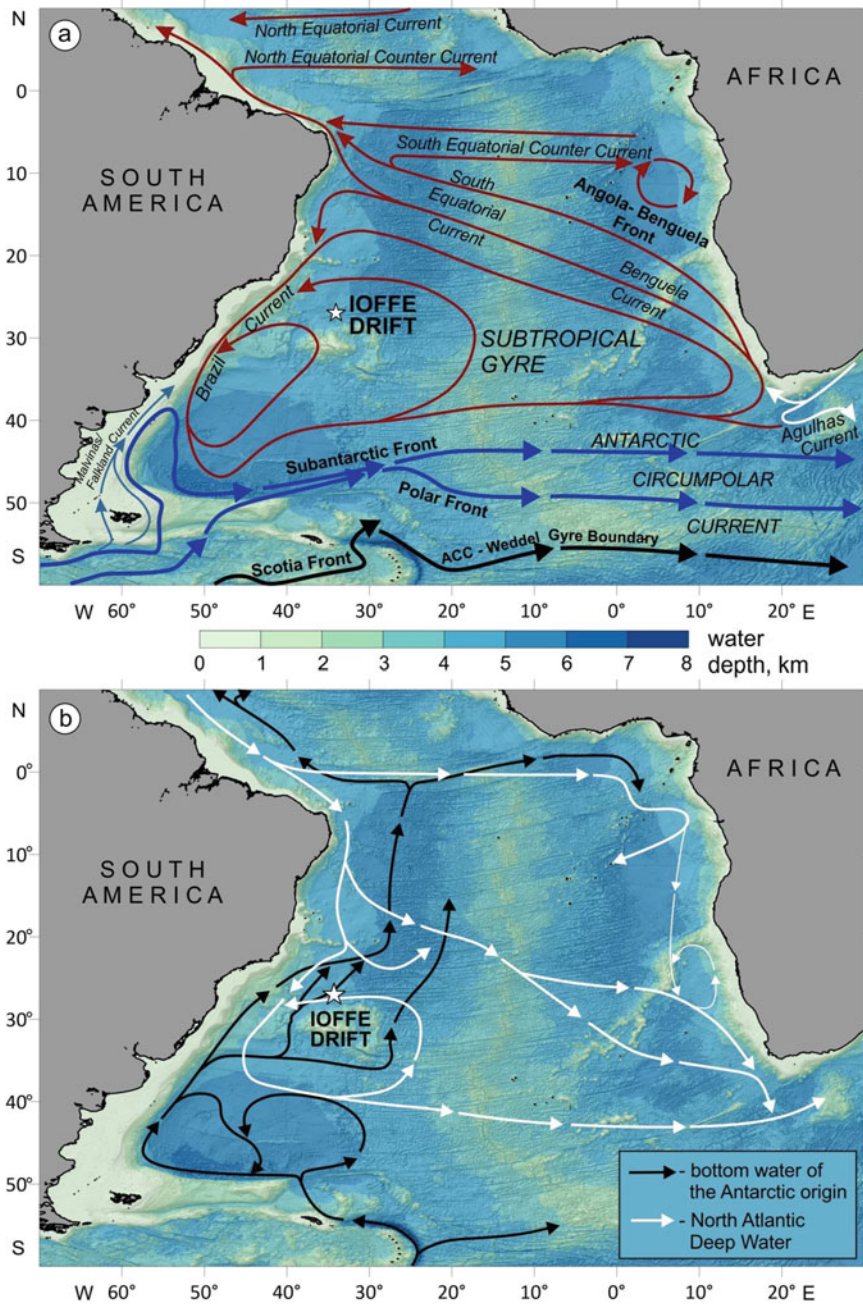 N
a
North Equatorial Current
North Equatorial Counter Current
AFRICA
0
South Equatorial Counter Current
SOUTH
AMERICA
10
South
Equatorial
Current
Angola- Benguela
Front
20
Benguela
Current
IOFFE
DRIFT
Brazil
Current
30
SUBTROPICAL
GYRE
40
Malvinas/
Falkland Current
Agulhas
Current
Subantarctic Front
ANTARCTIC
CIRCUMPOLAR
CURRENT
50
Polar Front
Scotia Front
ACC - Weddel Gyre Boundary
S
W 60° 50° 40° 30° 20° 10° 0° 10° 20° E
0 1 2 3 4 5 6 7 8
water
depth, km
N
b
AFRICA
0°
SOUTH
AMERICA
10°
20°
IOFFE
DRIFT
30°
40°
50°
- bottom water of
the Antarctic origin
- North Atlantic
Deep Water
S
W 60° 50° 40° 30° 20° 10° 0° 10° 20° E